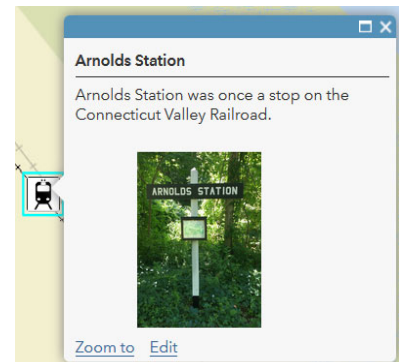 Arnolds Station
Arnolds Station was once a stop on the
Connecticut Valley Railroad.
ARNOLDS STATION
Zoom to Edit